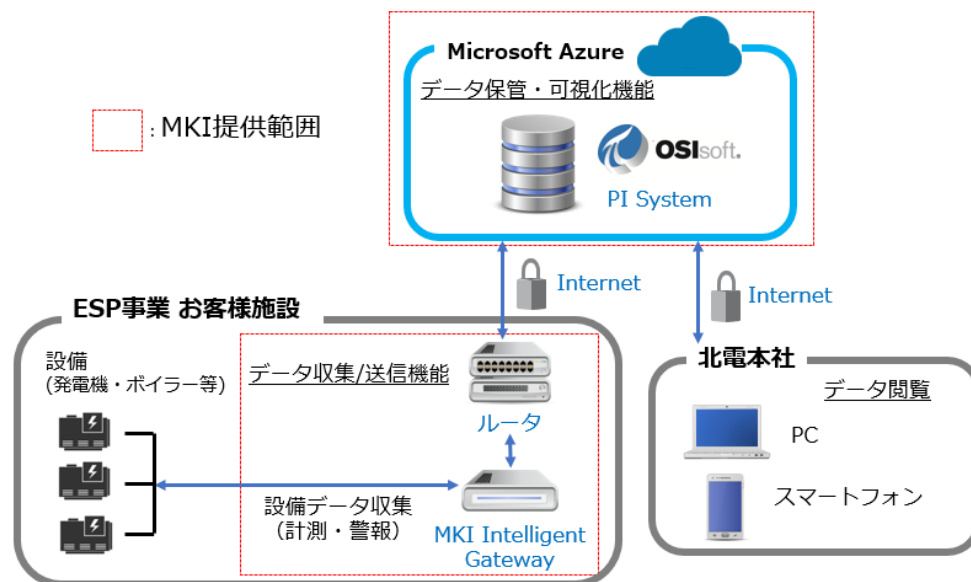 Microsoft Azure
データ保管・可視化機能
OSIsoft.
PI System
: MKI提供範囲
Internet
Internet
ESP事業 お客様施設
設備
(発電機・ボイラー等)
データ収集/送信機能
ルータ
設備データ収集
（計測・警報）
MKI Intelligent
Gateway
北電本社
データ閲覧
PC
スマートフォン